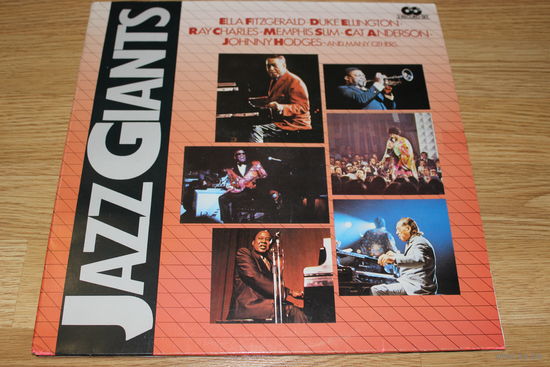 ELLA FITZGERALD · DUKE ELLINGTON ·
RAY CHARLES · MEMPHIS SLIM · CAT ANDERSON ·
JOHNNY HODGES · AND MANY OTHERS
JAZZ GIANTS